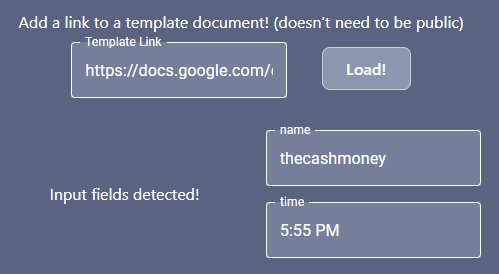 Add a link to a template document! (doesn't need to be public)
Template Link
https://docs.google.com/
Load!
name
thecashmoney
Input fields detected!
time
5:55 PM